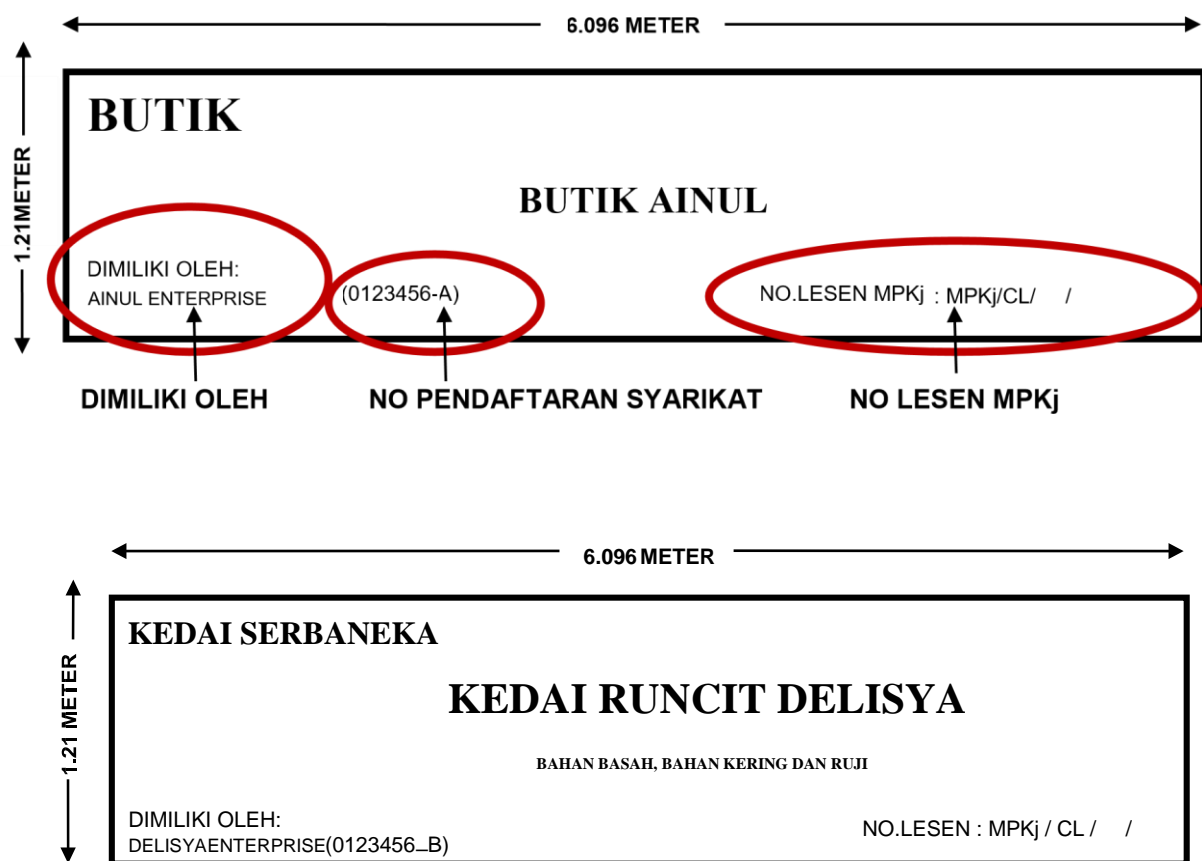 6.096 METER
1.21METER
BUTIK
BUTIK AINUL
DIMILIKI OLEH:
AINUL ENTERPRISE
(0123456-A)
NO.LESEN MPKj : MPKj/CL/ /
DIMILIKI OLEH
NO PENDAFTARAN SYARIKAT
NO LESEN MPKj
6.096 METER
1.21 METER
KEDAI SERBANEKA
KEDAI RUNCIT DELISYA
BAHAN BASAH, BAHAN KERING DAN RUJI
DIMILIKI OLEH:
DELISYAENTERPRISE(0123456_B)
NO.LESEN : MPKj / CL / /